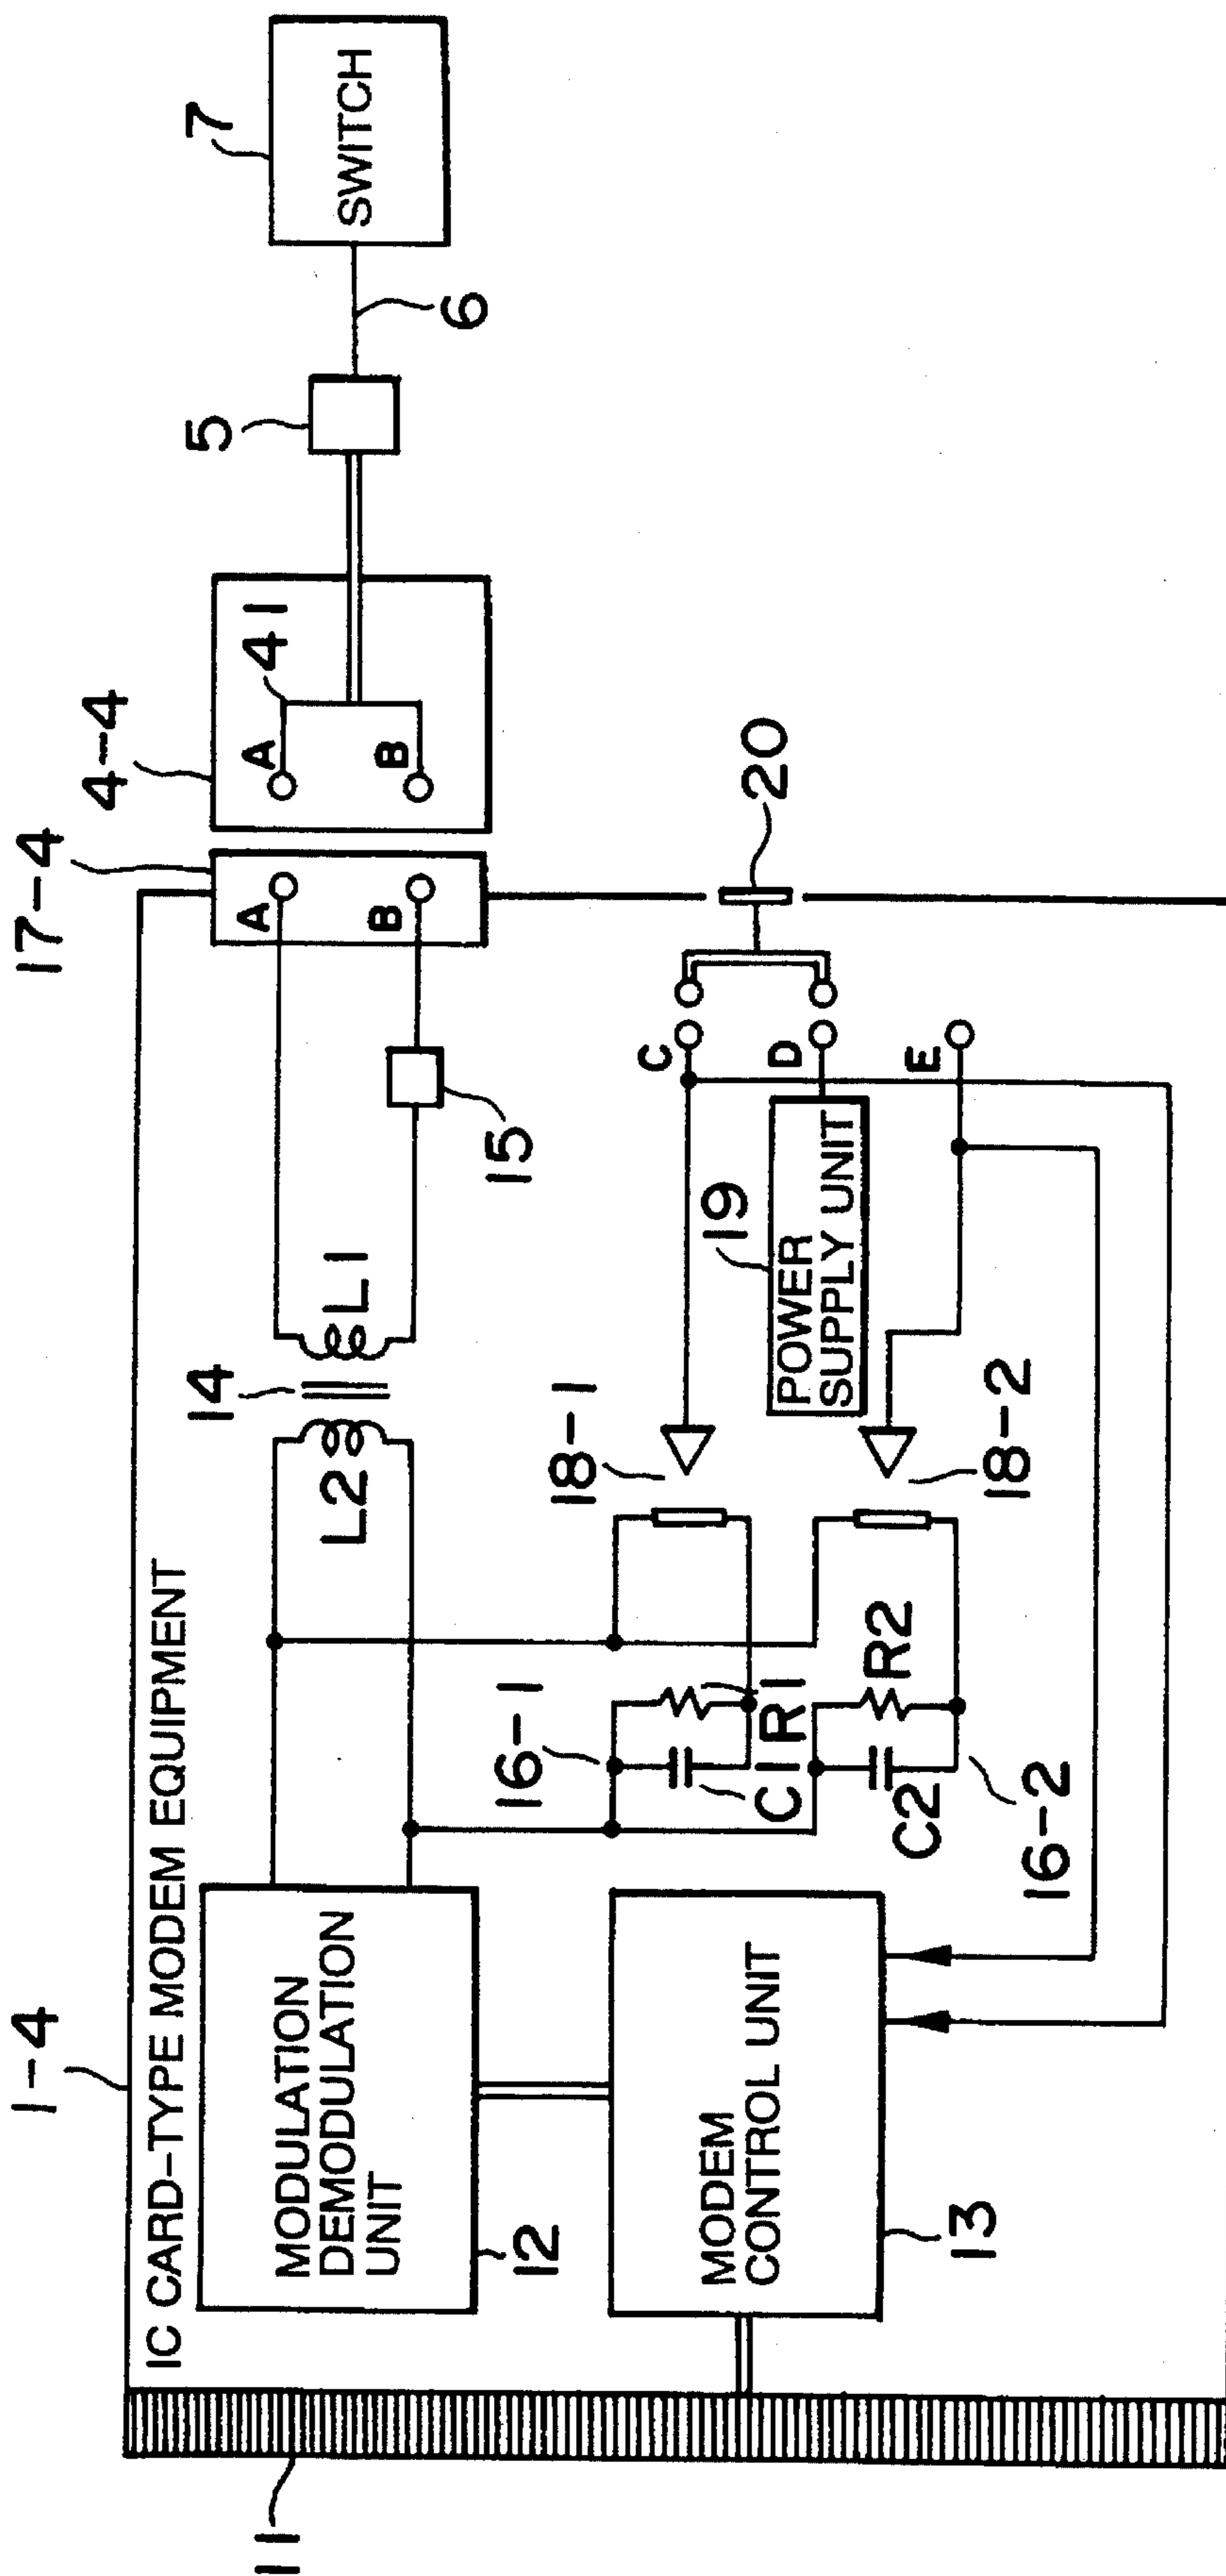 1-4
IC CARD-TYPE MODEM EQUIPMENT
11
MODULATION
DEMODULATION
UNIT
12
MODEM
CONTROL UNIT
13
14
L2
L1
15
16-1
C1
R1
16-2
C2
R2
18-1
18-2
19
POWER
SUPPLY UNIT
C
D
E
20
17-4
A
B
4-4
A
B
41
5
6
7
SWITCH